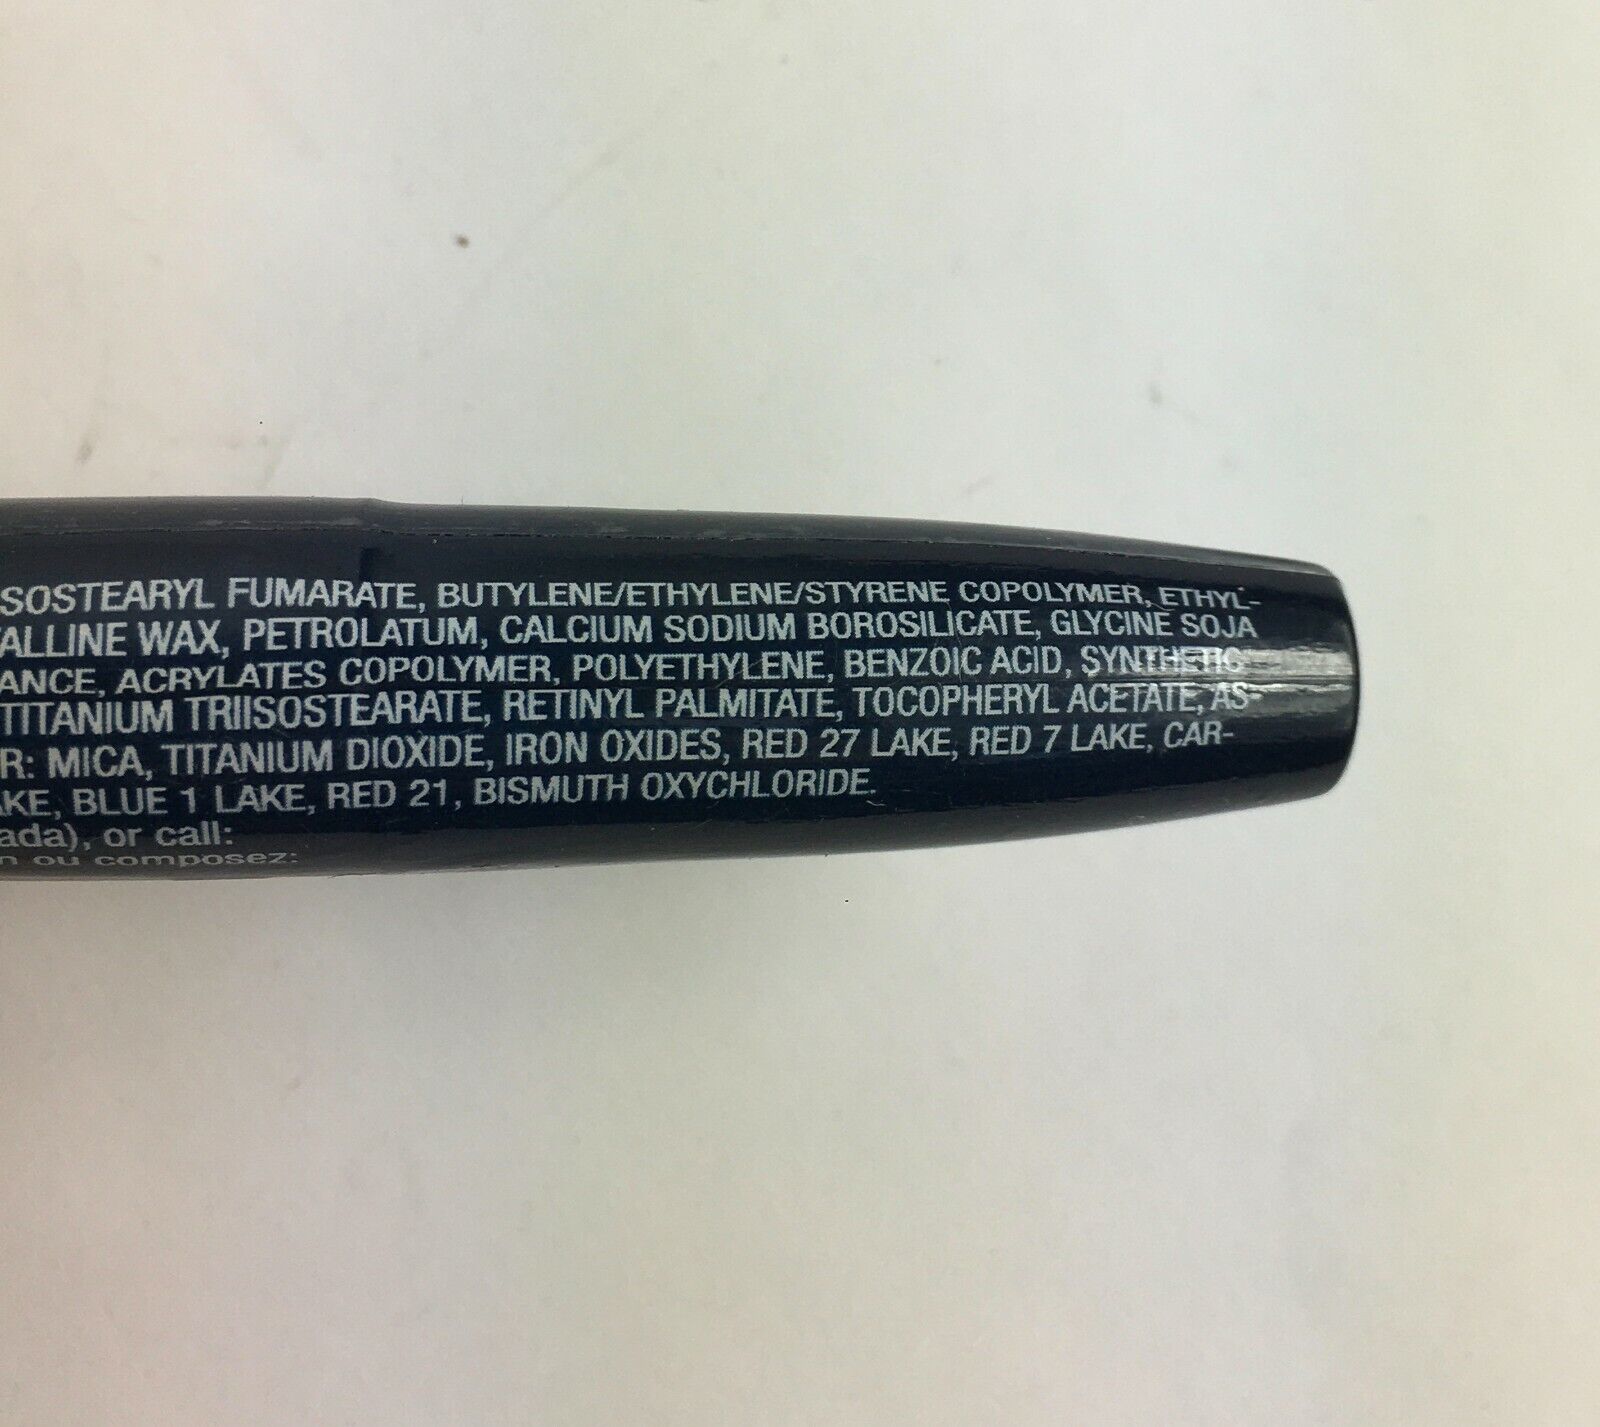 SOSTEARYL FUMARATE, BUTYLENE/ETHYLENE/STYRENE COPOLYMER, ETHYL-
ALLINE WAX, PETROLATUM, CALCIUM SODIUM BOROSILICATE, GLYCINE SOJA
ANCE, ACRYLATES COPOLYMER, POLYETHYLENE, BENZOIC ACID, SYNTHETIC
TITANIUM TRIISOSTEARATE, RETINYL PALMITATE, TOCOPHERYL ACETATE, AS-
R: MICA, TITANIUM DIOXIDE, IRON OXIDES, RED 27 LAKE, RED 7 LAKE, CAR-
AKE, BLUE 1 LAKE, RED 21, BISMUTH OXYCHLORIDE.
ada), or call:
n ou composez: